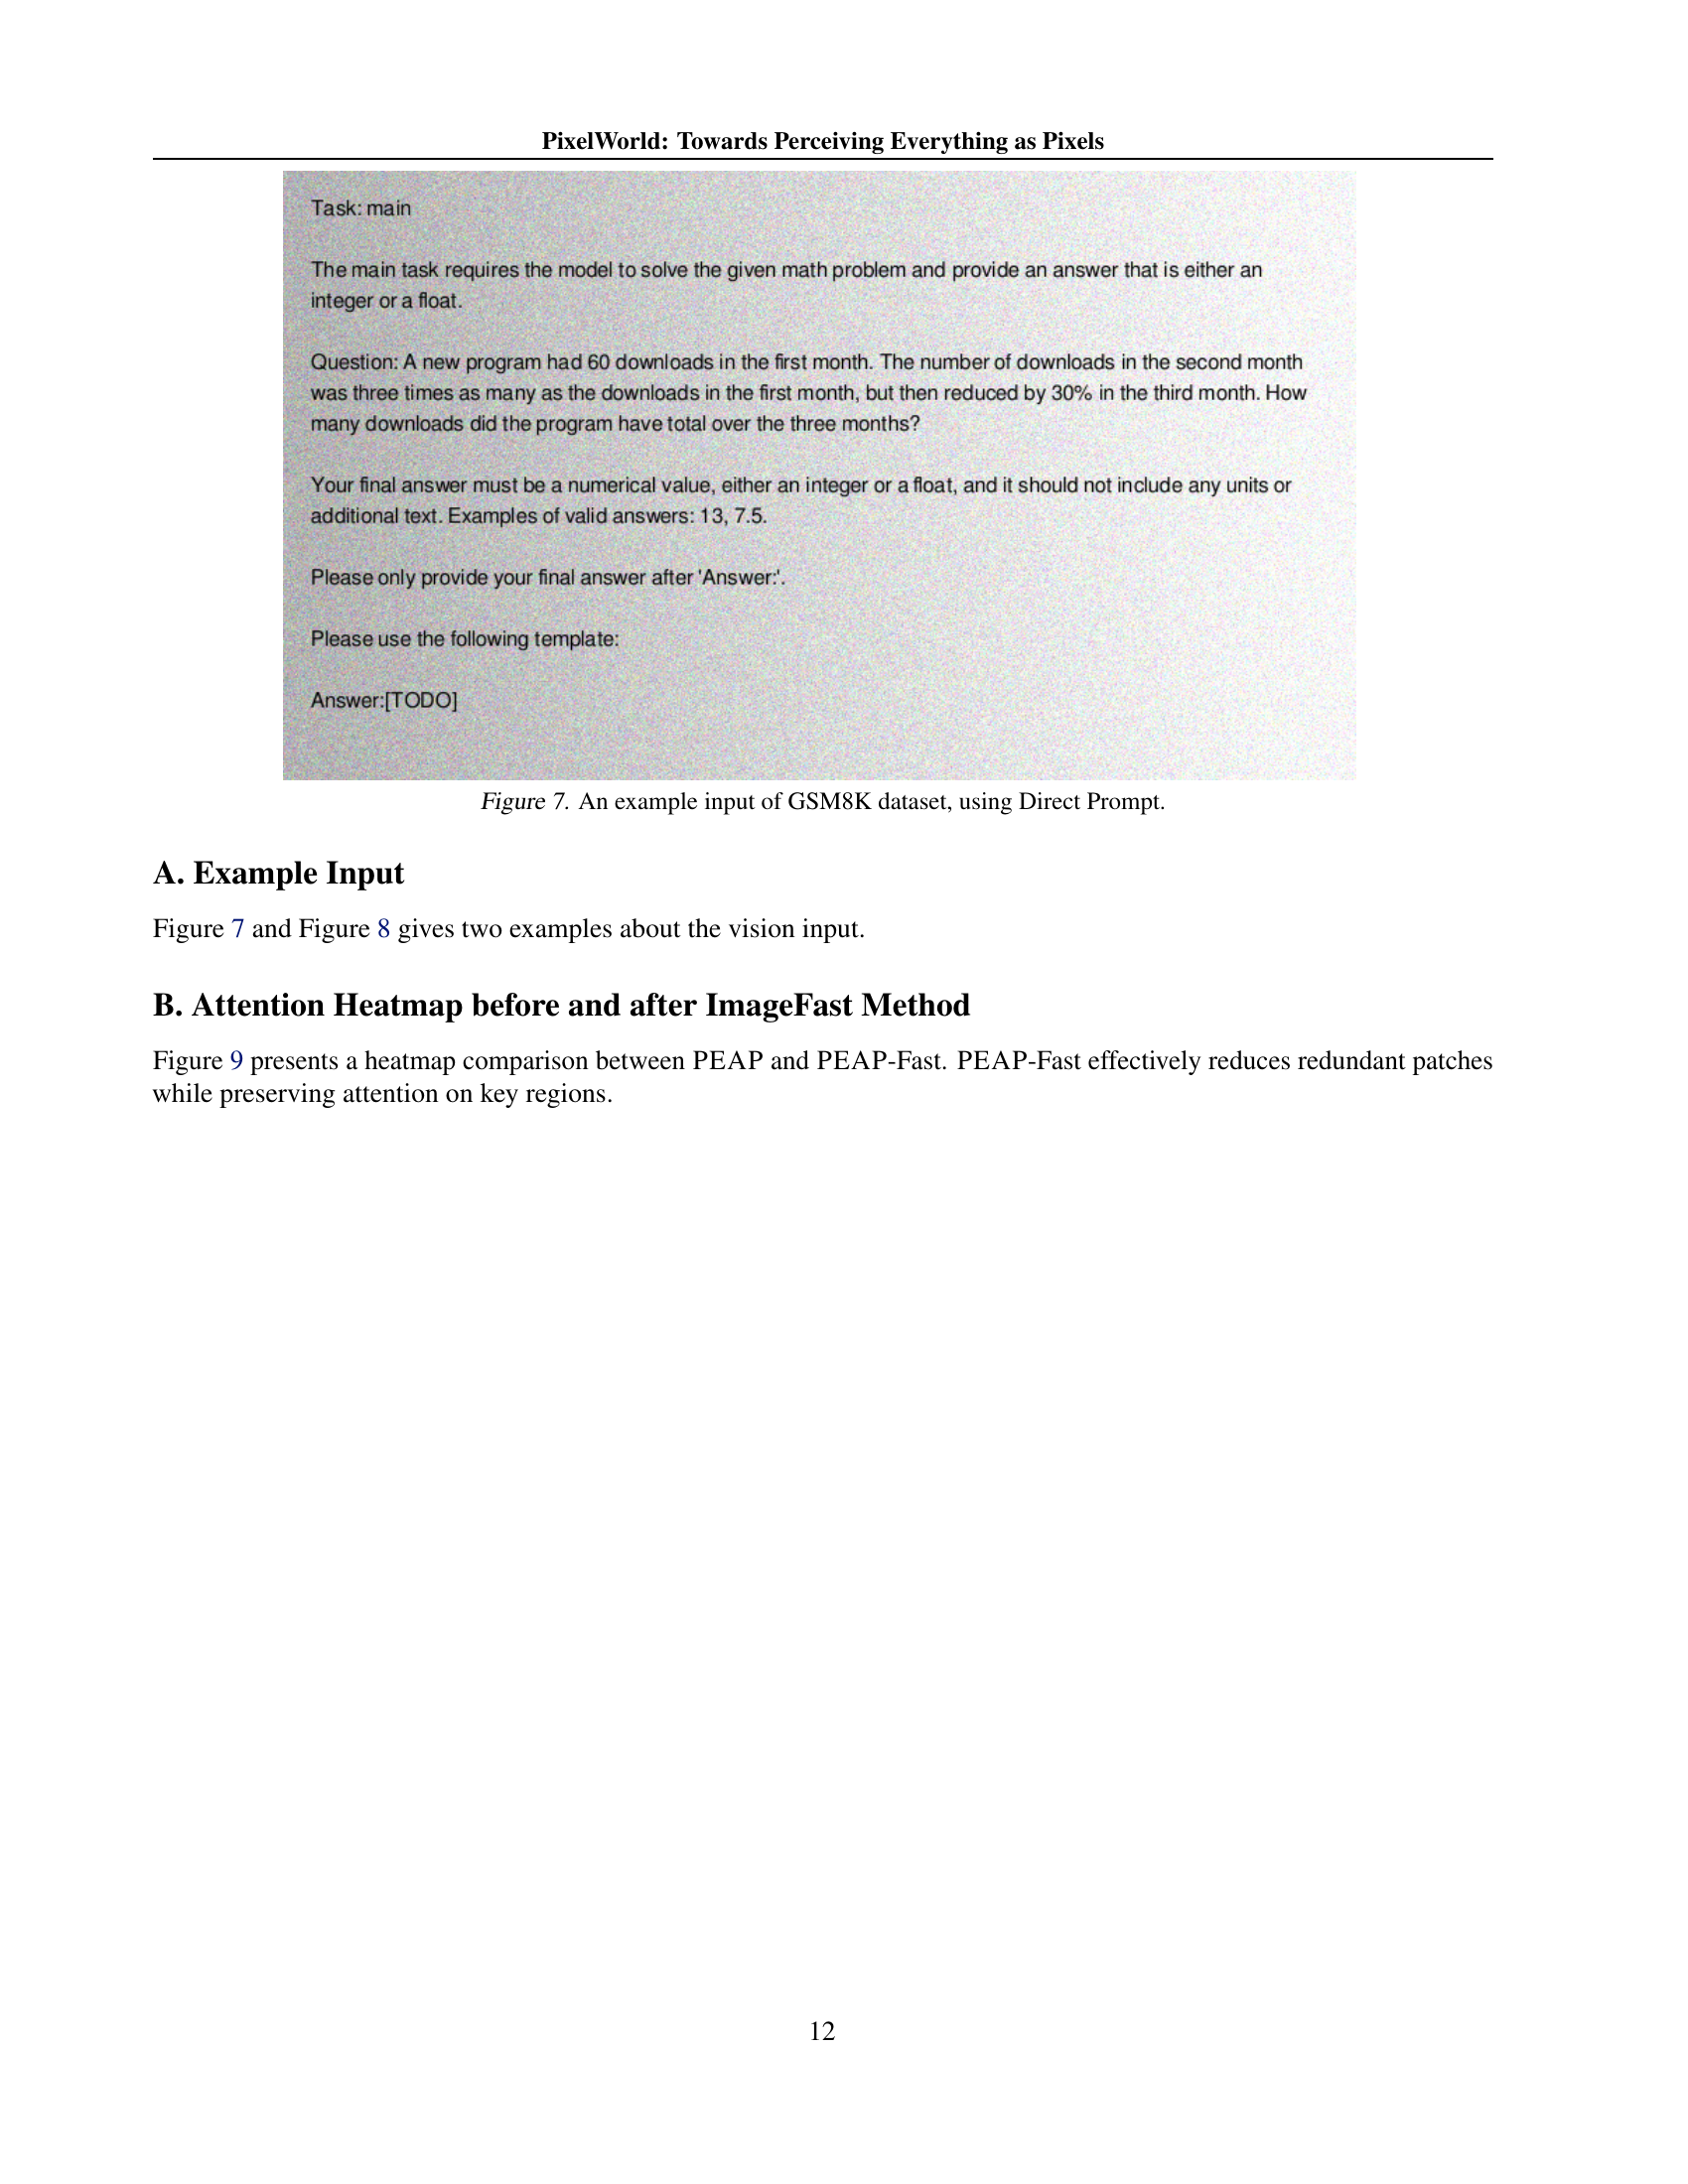 PixelWorld: Towards Perceiving Everything as Pixels
Task: main
The main task requires the model to solve the given math problem and provide an answer that is either an
integer or a float.
Question: A new program had 60 downloads in the first month. The number of downloads in the second month
was three times as many as the downloads in the first month, but then reduced by 30% in the third month. How
many downloads did the program have total over the three months?
Your final answer must be a numerical value, either an integer or a float, and it should not include any units or
additional text. Examples of valid answers: 13, 7.5.
Please only provide your final answer after 'Answer:'.
Please use the following template:
Answer:[TODO]
Figure 7. An example input of GSM8K dataset, using Direct Prompt.
A. Example Input
Figure 7 and Figure 8 gives two examples about the vision input.
B. Attention Heatmap before and after ImageFast Method
Figure 9 presents a heatmap comparison between PEAP and PEAP-Fast. PEAP-Fast effectively reduces redundant patches
while preserving attention on key regions.
12